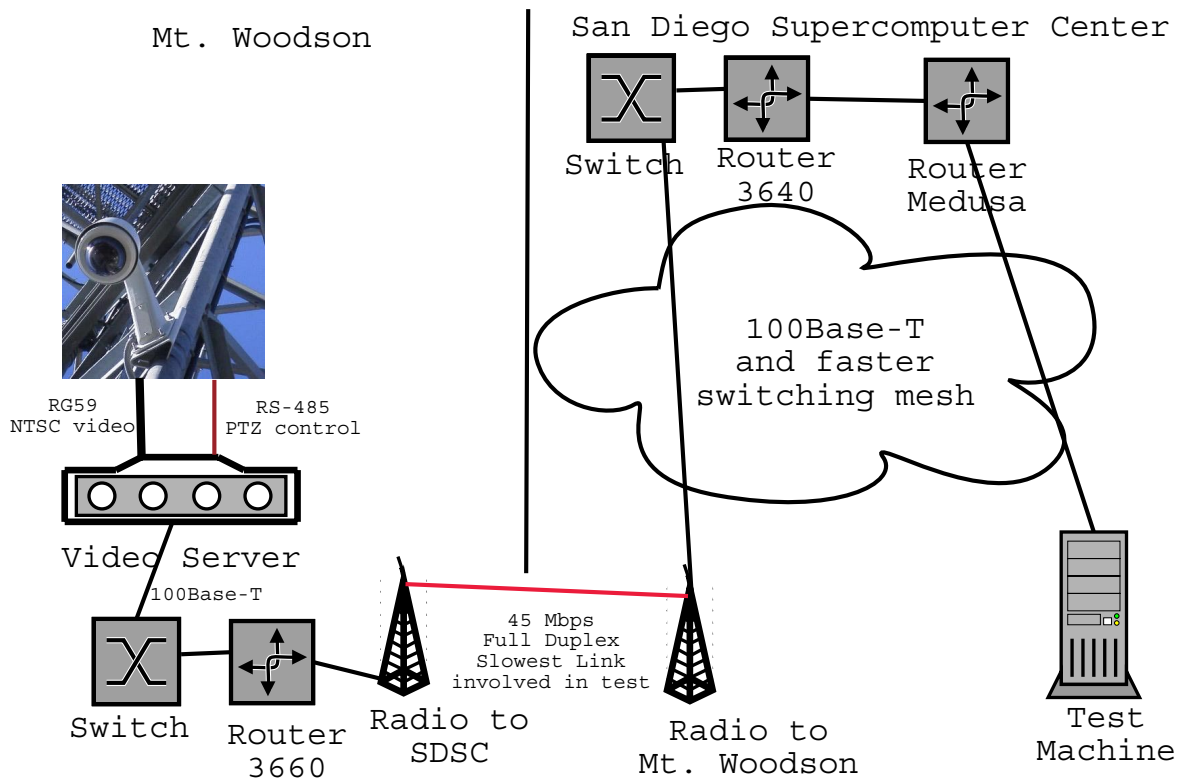 Mt. Woodson
San Diego Supercomputer Center
Switch
Router
3640
Router
Medusa
100Base-T
and faster
switching mesh
RG59
NTSC video
RS-485
PTZ control
Video Server
100Base-T
45 Mbps
Full Duplex
Slowest Link
involved in test
Switch
Router
3660
Radio to
SDSC
Radio to
Mt. Woodson
Test
Machine